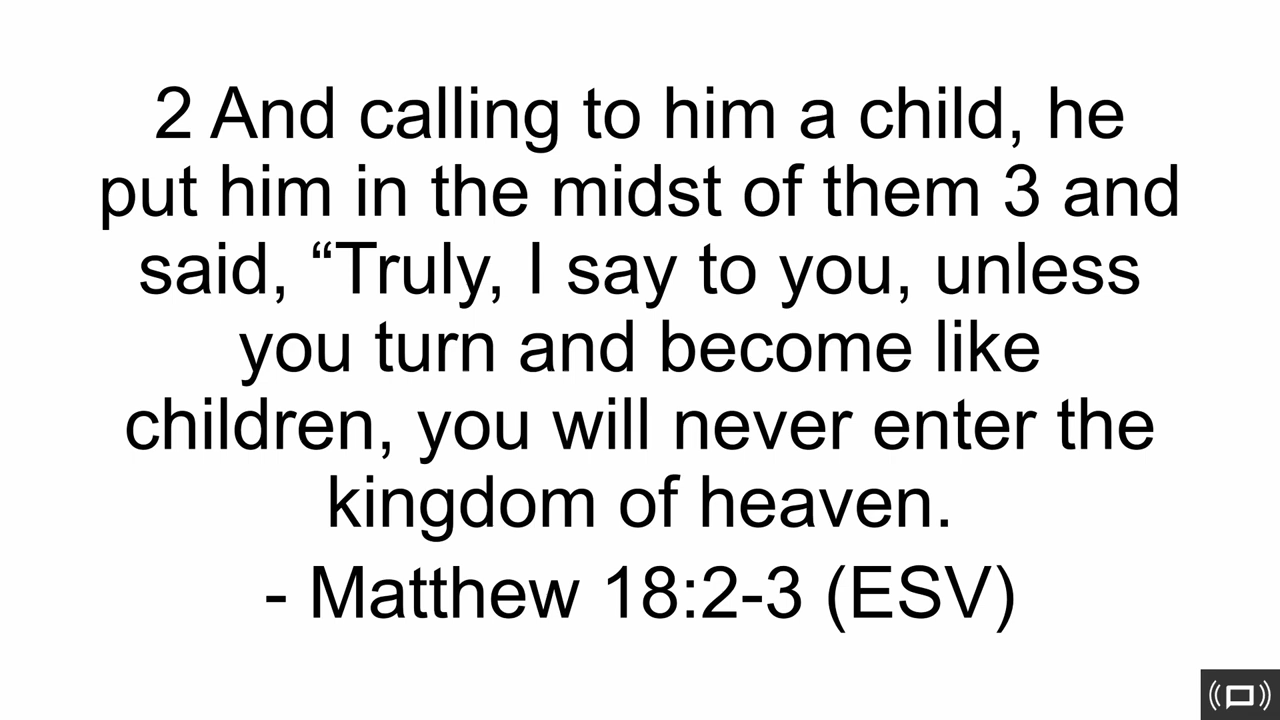 2 And calling to him a child, he
put him in the midst of them 3 and
said, “Truly, I say to you, unless
you turn and become like
children, you will never enter the
kingdom of heaven.
- Matthew 18:2-3 (ESV)